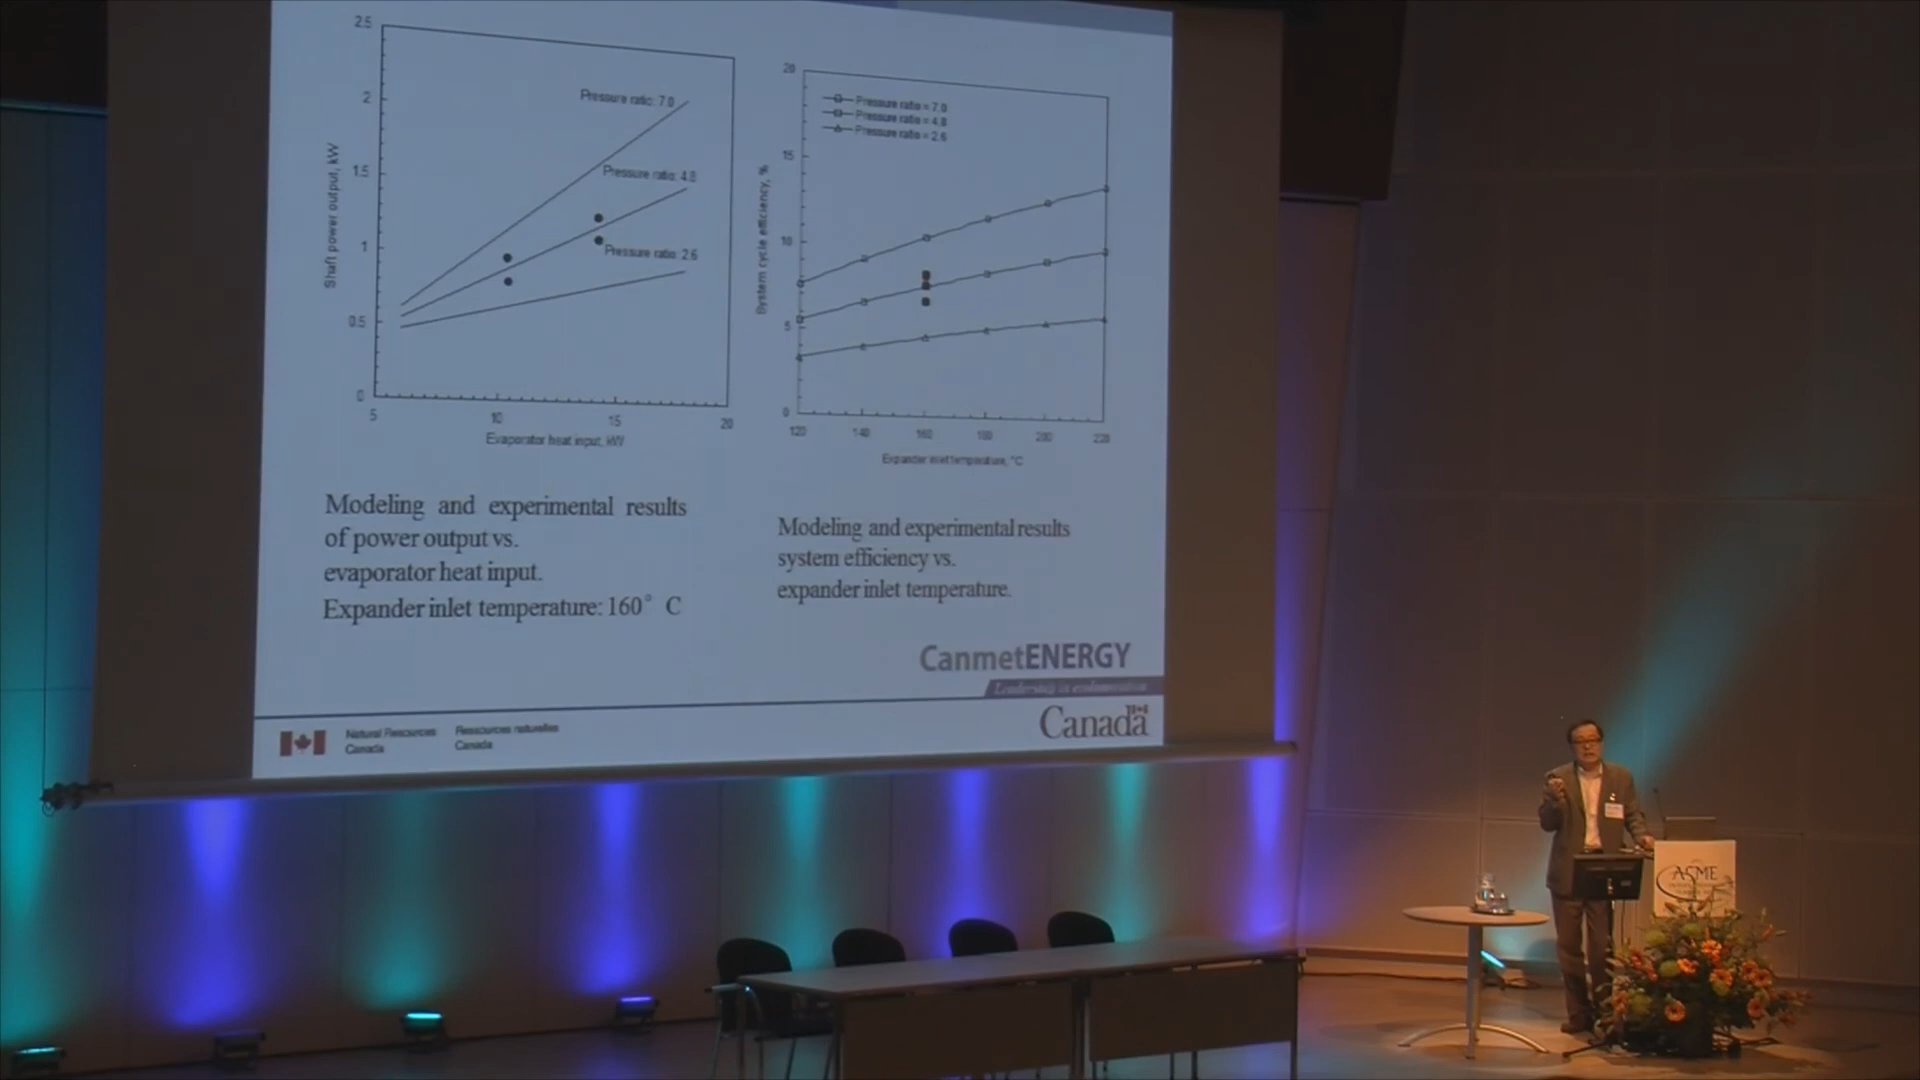 2.5
2
1.5
1
0.5
0
Shaft power output, kW
Pressure ratio: 7.0
Pressure ratio: 4.8
Pressure ratio: 2.6
5
10
15
20
Evaporator heat input, kW
20
15
10
5
0
System cycle efficiency, %
Pressure ratio = 7.0
Pressure ratio = 4.8
Pressure ratio = 2.6
120
140
160
180
200
220
Expander inlet temperature, °C
Modeling and experimental results
of power output vs.
evaporator heat input.
Expander inlet temperature: 160° C
Modeling and experimental results
system efficiency vs.
expander inlet temperature.
CanmetENERGY
Leadership in ecoInnovation
Natural Resources
Canada
Ressources naturelles
Canada
Canada
ASME